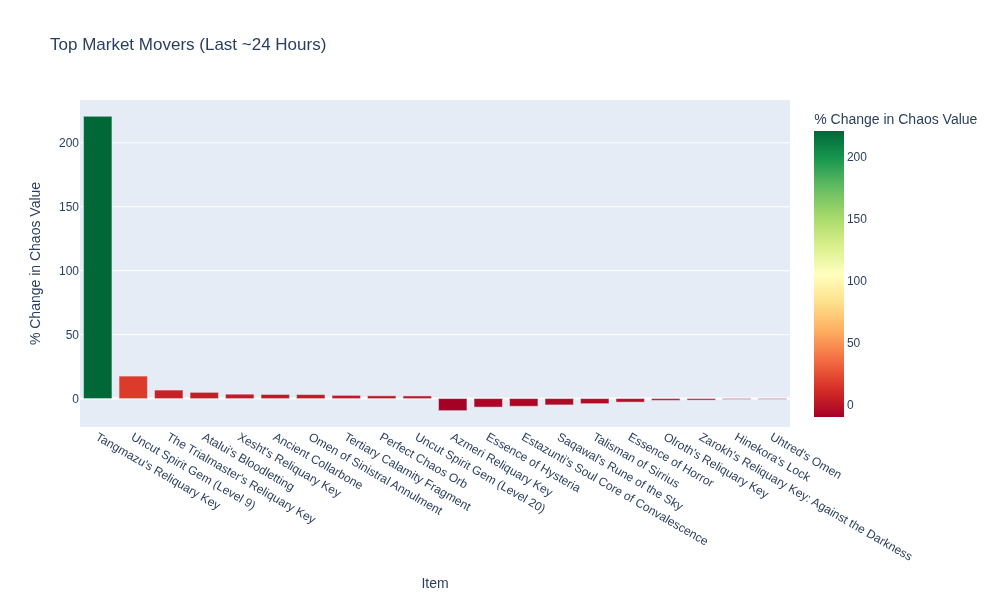 Top Market Movers (Last ~24 Hours)
% Change in Chaos Value
200
150
100
50
0
Tangmazu's Reliquary Key
Uncut Spirit Gem (Level 9)
The Trialmaster's Reliquary Key
Atalui's Bloodletting
Xesht's Reliquary Key
Ancient Collarbone
Omen of Sinistral Annulment
Tertiary Calamity Fragment
Perfect Chaos Orb
Uncut Spirit Gem (Level 20)
Azmeri Reliquary Key
Essence of Hysteria
Estazunti's Soul Core of Convalescence
Saqawal's Rune of the Sky
Talisman of Sirrius
Essence of Horror
Olroth's Reliquary Key
Zarokh's Reliquary Key: Against the Darkness
Hinekora's Lock
Uhtred's Omen
Item
% Change in Chaos Value
200
150
100
50
0